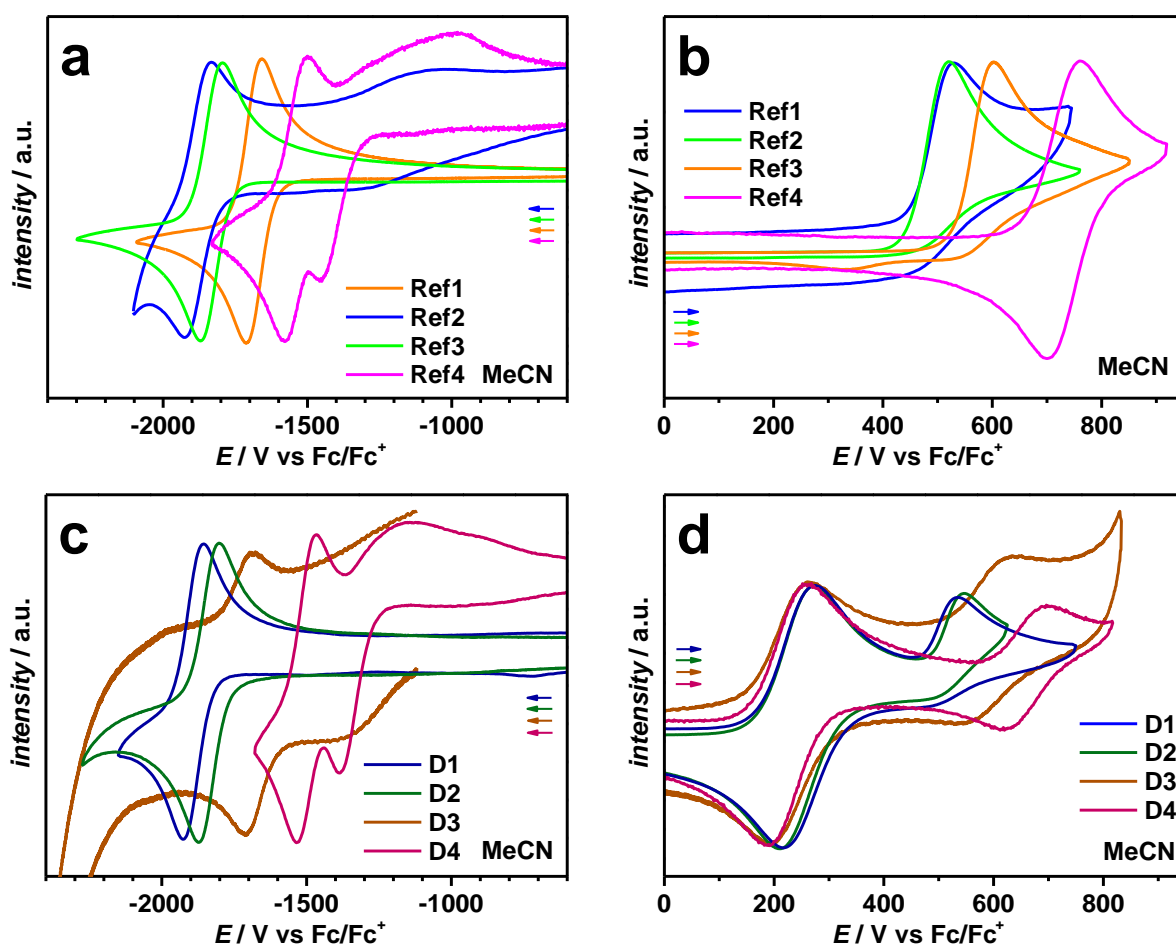 a
intensity / a.u.
Ref1
Ref2
Ref3
Ref4
MeCN
-2000 -1500 -1000
E / V vs Fc/Fc+
b
intensity / a.u.
Ref1
Ref2
Ref3
Ref4
MeCN
0 200 400 600 800
E / V vs Fc/Fc+
c
intensity / a.u.
D1
D2
D3
D4
MeCN
-2000 -1500 -1000
E / V vs Fc/Fc+
d
intensity / a.u.
D1
D2
D3
D4
MeCN
0 200 400 600 800
E / V vs Fc/Fc+